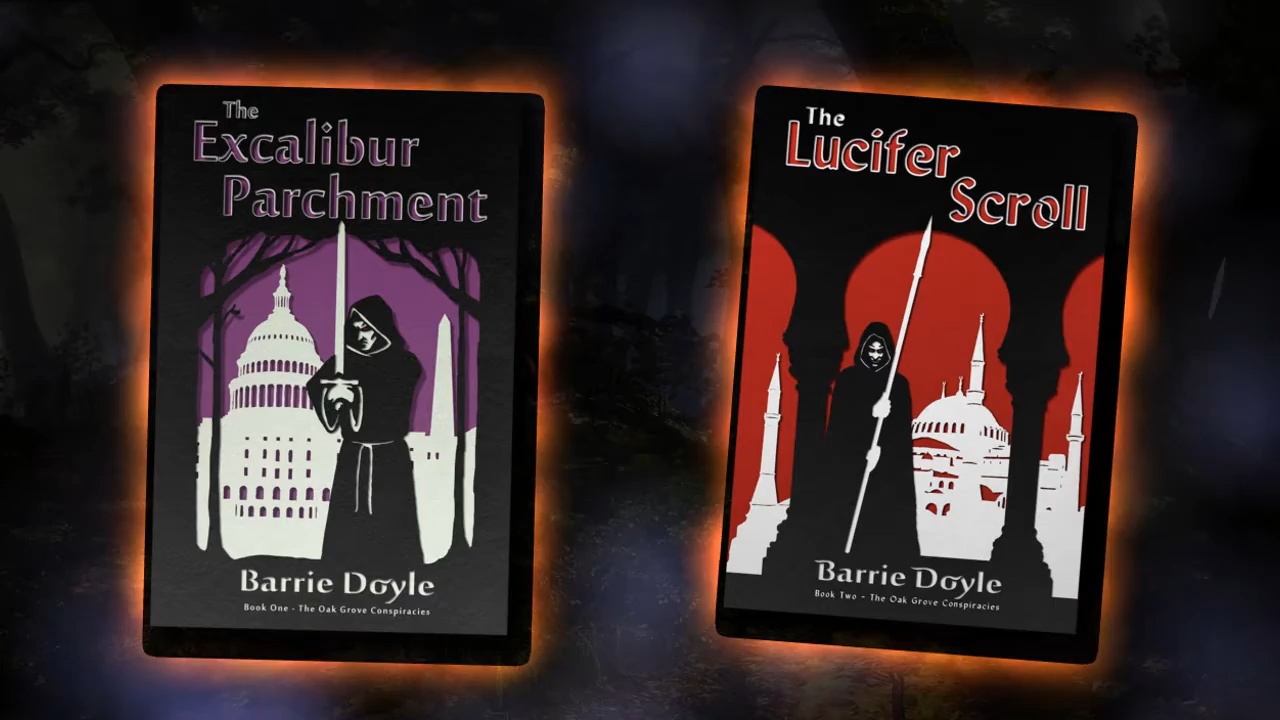 The
Excalibur
Parchment
Barrie Doyle
Book One - The Oak Grove Conspiracies
The
Lucifer
Scroll
Barrie Doyle
Book Two - The Oak Grove Conspiracies